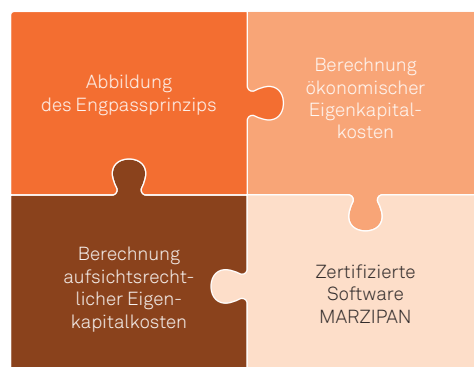 Abbildung
des Engpassprinzips
Berechnung
ökonomischer
Eigenkapital-
kosten
Berechnung
aufsichtsrecht-
licher Eigen-
kapitalkosten
Zertifizierte
Software
MARZIPAN